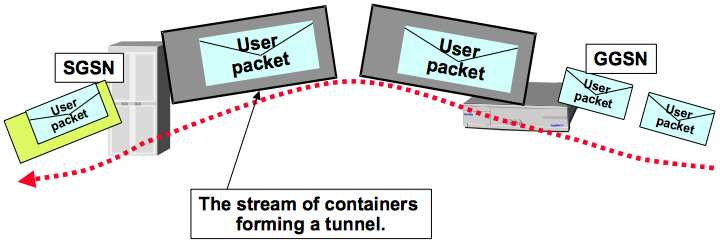 SGSN
User
packet
User
packet
User
packet
GGSN
User
packet
User
packet
The stream of containers
forming a tunnel.